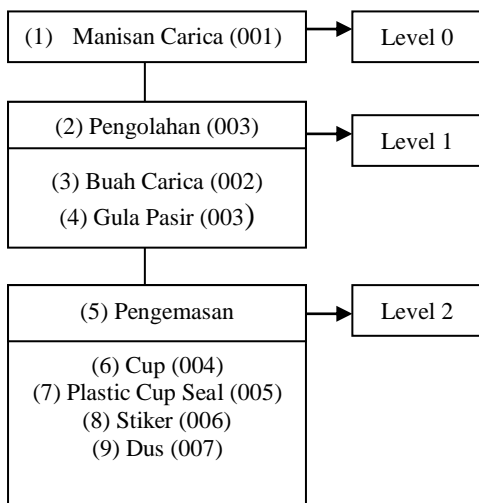 (1) Manisan Carica (001)
Level 0
(2) Pengolahan (003)
Level 1
(3) Buah Carica (002)
(4) Gula Pasir (003)
(5) Pengemasan
Level 2
(6) Cup (004)
(7) Plastic Cup Seal (005)
(8) Stiker (006)
(9) Dus (007)